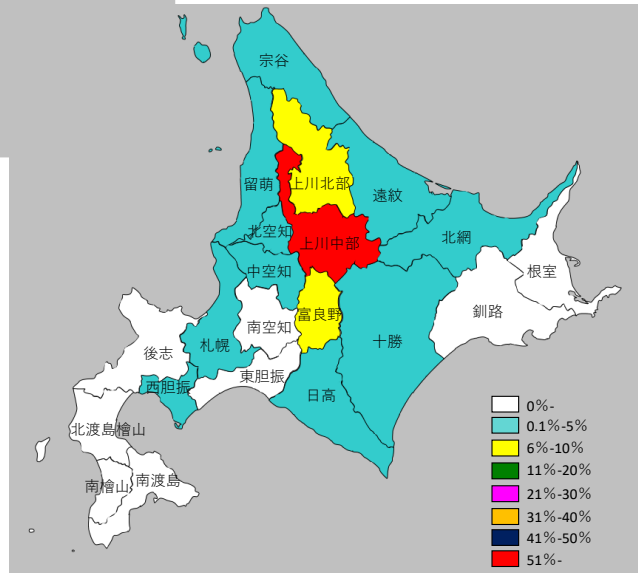 宗谷
上川北部
留萌
遠紋
北空知
北網
上川中部
中空知
根室
富良野
釧路
南空知
札幌
十勝
後志
東胆振
西胆振
日高
北渡島檜山
南檜山
南渡島
0%-
0.1%-5%
6%-10%
11%-20%
21%-30%
31%-40%
41%-50%
51%-